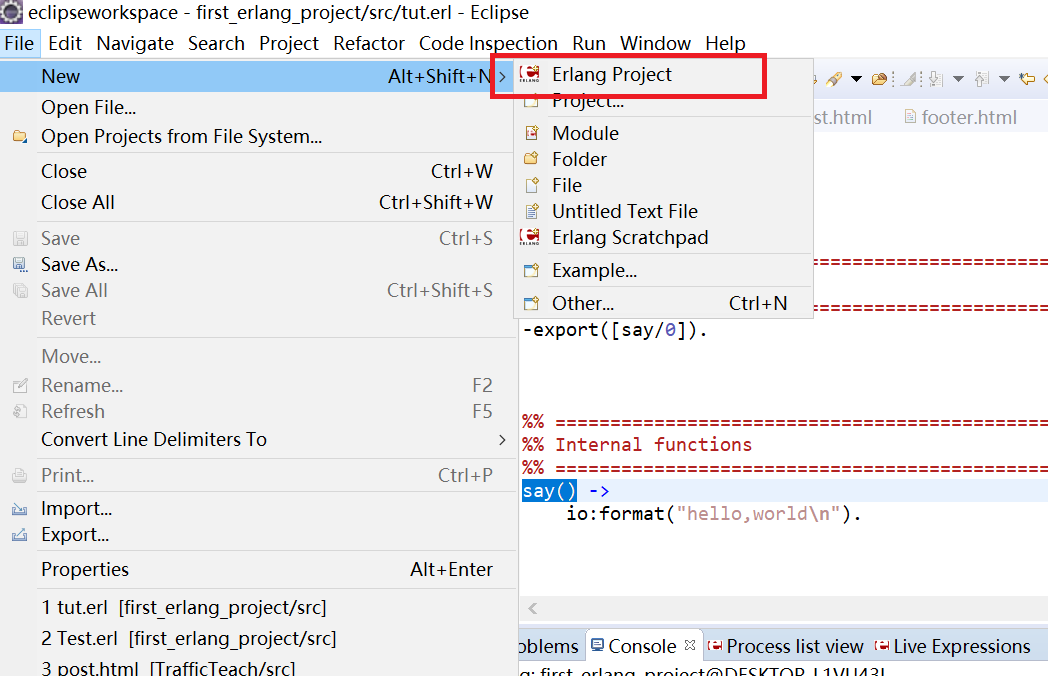 eclipseworkspace - first_erlang_project/src/tut.erl - Eclipse
File Edit Navigate Search Project Refactor Code Inspection Run Window Help
New Alt+Shift+N
Open File...
Open Projects from File System...
Close Ctrl+W
Close All Ctrl+Shift+W
Save Ctrl+S
Save As...
Save All Ctrl+Shift+S
Revert
Move...
Rename... F2
Refresh F5
Convert Line Delimiters To
Print... Ctrl+P
Import...
Export...
Properties Alt+Enter
1 tut.erl [first_erlang_project/src]
2 Test.erl [first_erlang_project/src]
3 post.html [TrafficTeach/src]
Erlang Project
Project...
Module
Folder
File
Untitled Text File
Erlang Scratchpad
Example...
Other... Ctrl+N
st.html footer.html
=====================
=====================
-export([say/0]).
%% =============================================
%% Internal functions
%% =============================================
say() ->
io:format("hello,world\n").
oblems Console Process list view Live Expressions
g: first_erlang_project@DESKTOP-L1VU43L